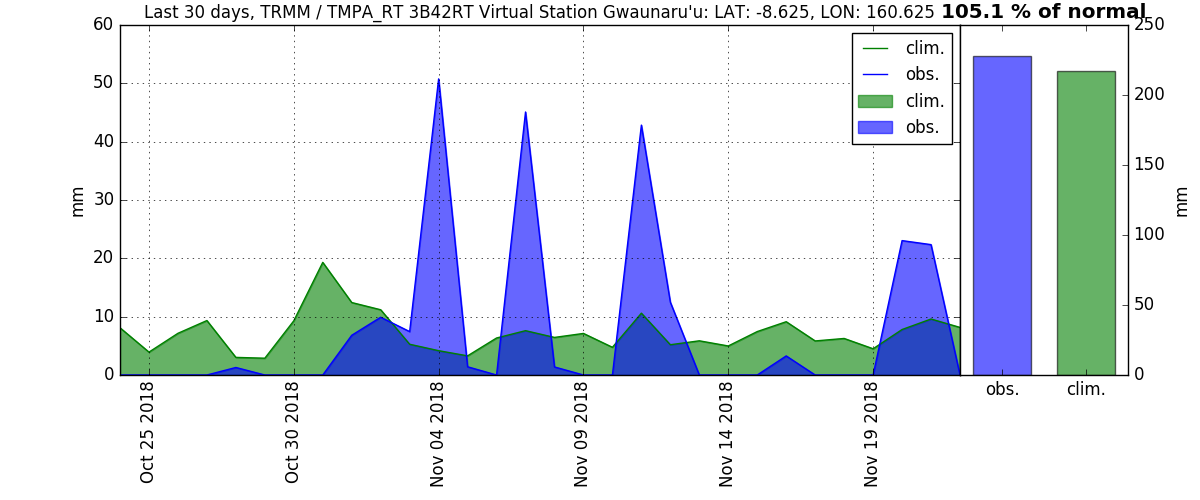 Last 30 days, TRMM / TMPA_RT 3B42RT Virtual Station Gwaunaru'u: LAT: -8.625, LON: 160.625 105.1 % of normal
60
50
40
30
20
10
0
mm
clim.
obs.
clim.
obs.
Oct 25 2018
Oct 30 2018
Nov 04 2018
Nov 09 2018
Nov 14 2018
Nov 19 2018
250
200
150
100
50
0
mm
obs.
clim.